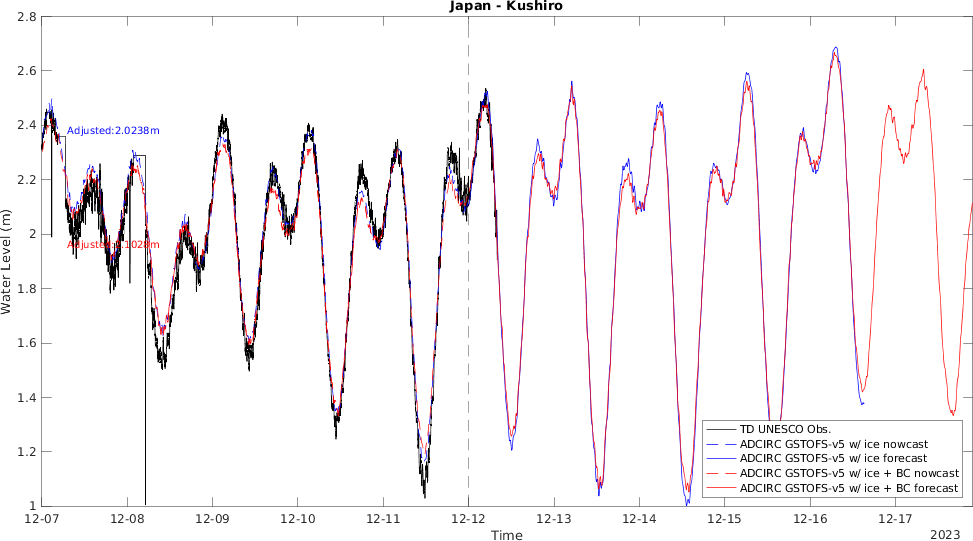 Japan - Kushiro
Water Level (m)
2.8
2.6
2.4
2.2
2
1.8
1.6
1.4
1.2
1
Adjusted:2.0238m
Adjusted:2.1028m
TD UNESCO Obs.
ADCIRC GSTOFS-v5 w/ ice nowcast
ADCIRC GSTOFS-v5 w/ ice forecast
ADCIRC GSTOFS-v5 w/ ice + BC nowcast
ADCIRC GSTOFS-v5 w/ ice + BC forecast
12-07 12-08 12-09 12-10 12-11 12-12 12-13 12-14 12-15 12-16 12-17
Time
2023